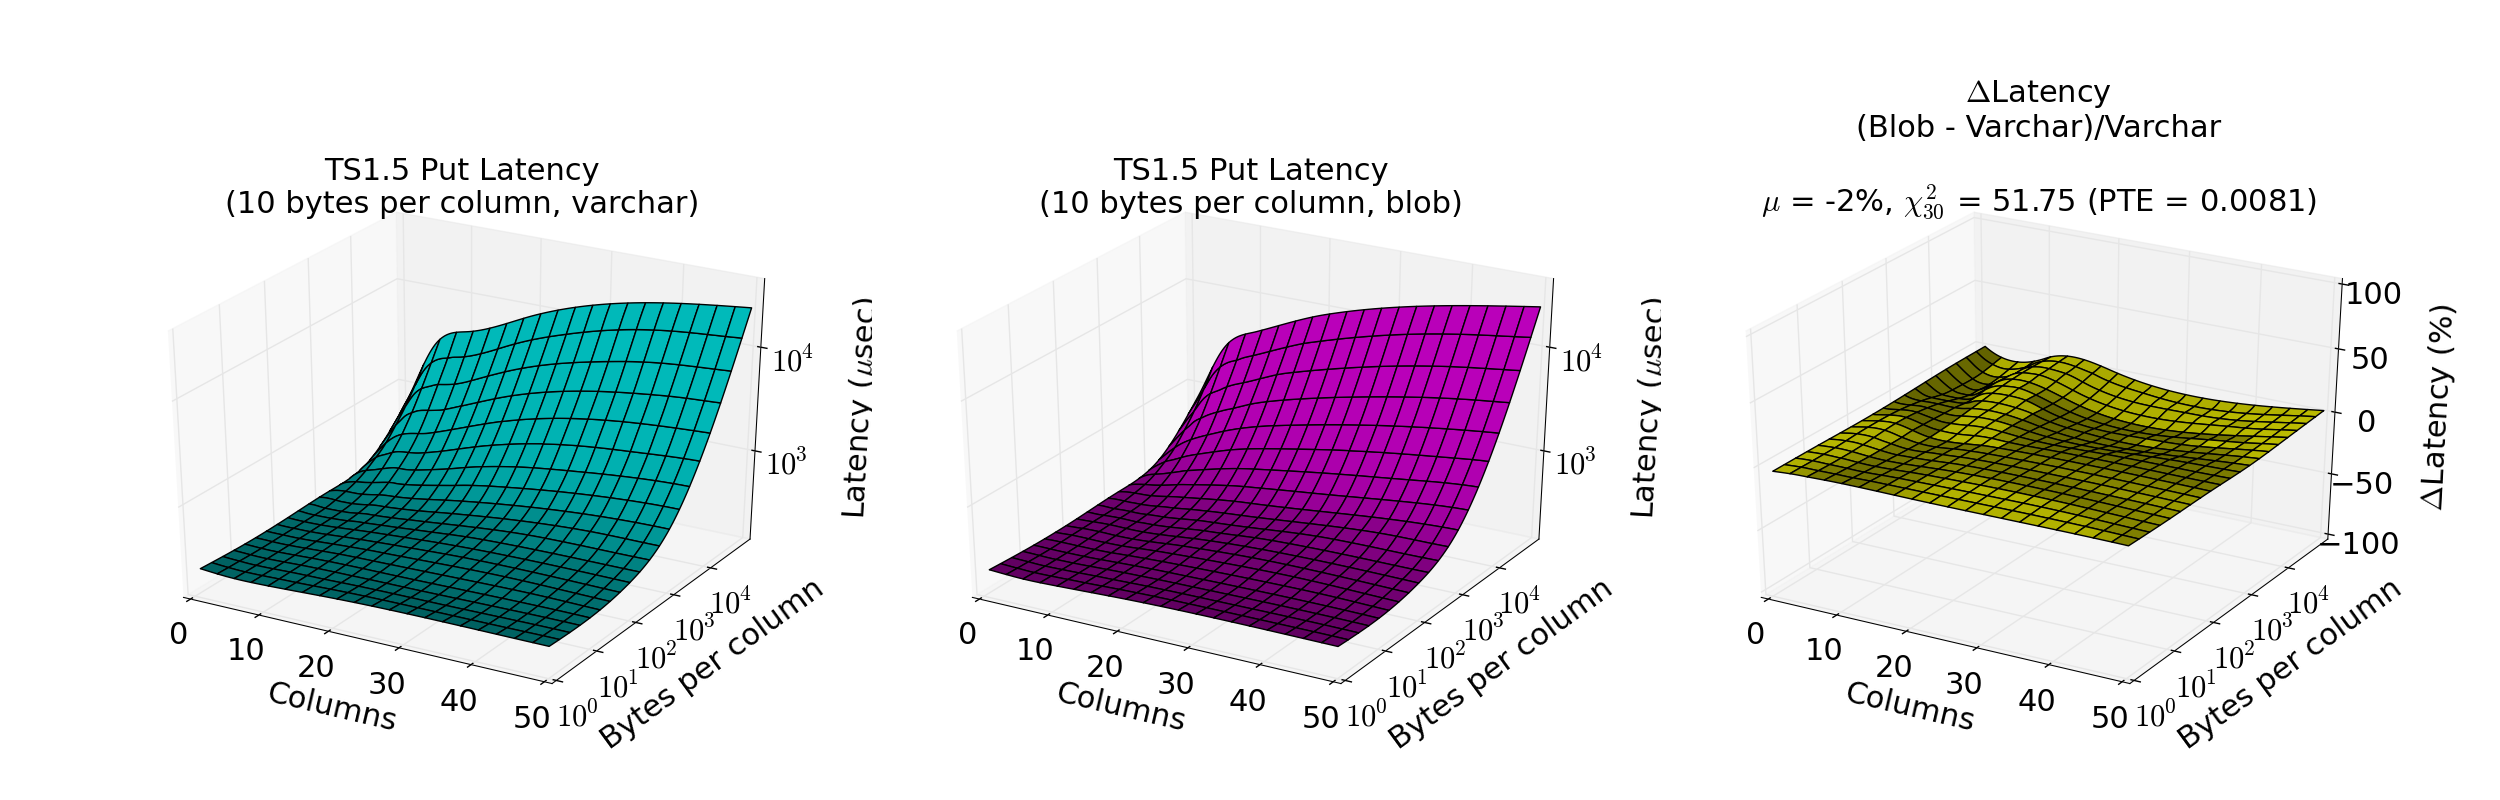 TS1.5 Put Latency
(10 bytes per column, varchar)
10⁴
10³
Latency (μsec)
0
10
20
30
40
50
Columns
10⁰
10¹
10²
10³
10⁴
Bytes per column
TS1.5 Put Latency
(10 bytes per column, blob)
10⁴
10³
Latency (μsec)
0
10
20
30
40
50
Columns
10⁰
10¹
10²
10³
10⁴
Bytes per column
ΔLatency
(Blob - Varchar)/Varchar
μ = -2%, χ²₃₀ = 51.75 (PTE = 0.0081)
100
50
0
−50
−100
ΔLatency (%)
0
10
20
30
40
50
Columns
10⁰
10¹
10²
10³
10⁴
Bytes per column